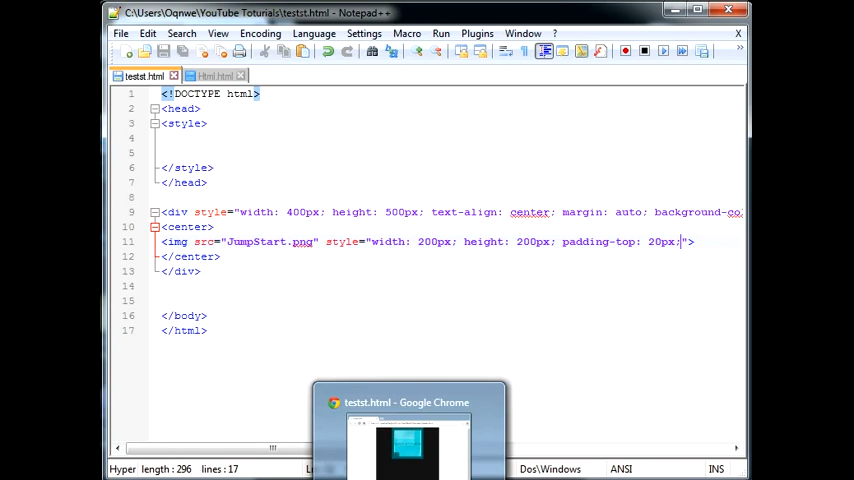 C:\Users\Oqnwe\YouTube Toturials\testst.html - Notepad++
File Edit Search View Encoding Language Settings Macro Run Plugins Window ?
testst.html Html.html
1 <!DOCTYPE html>
2 <head>
3 <style>
4
5
6 </style>
7 </head>
8
9 <div style="width: 400px; height: 500px; text-align: center; margin: auto; background-co
10 <center>
11 <img src="JumpStart.png" style="width: 200px; height: 200px; padding-top: 20px;">
12 </center>
13 </div>
14
15
16 </body>
17 </html>
testst.html - Google Chrome
Hyper length : 296 lines : 17 Dos\Windows ANSI INS